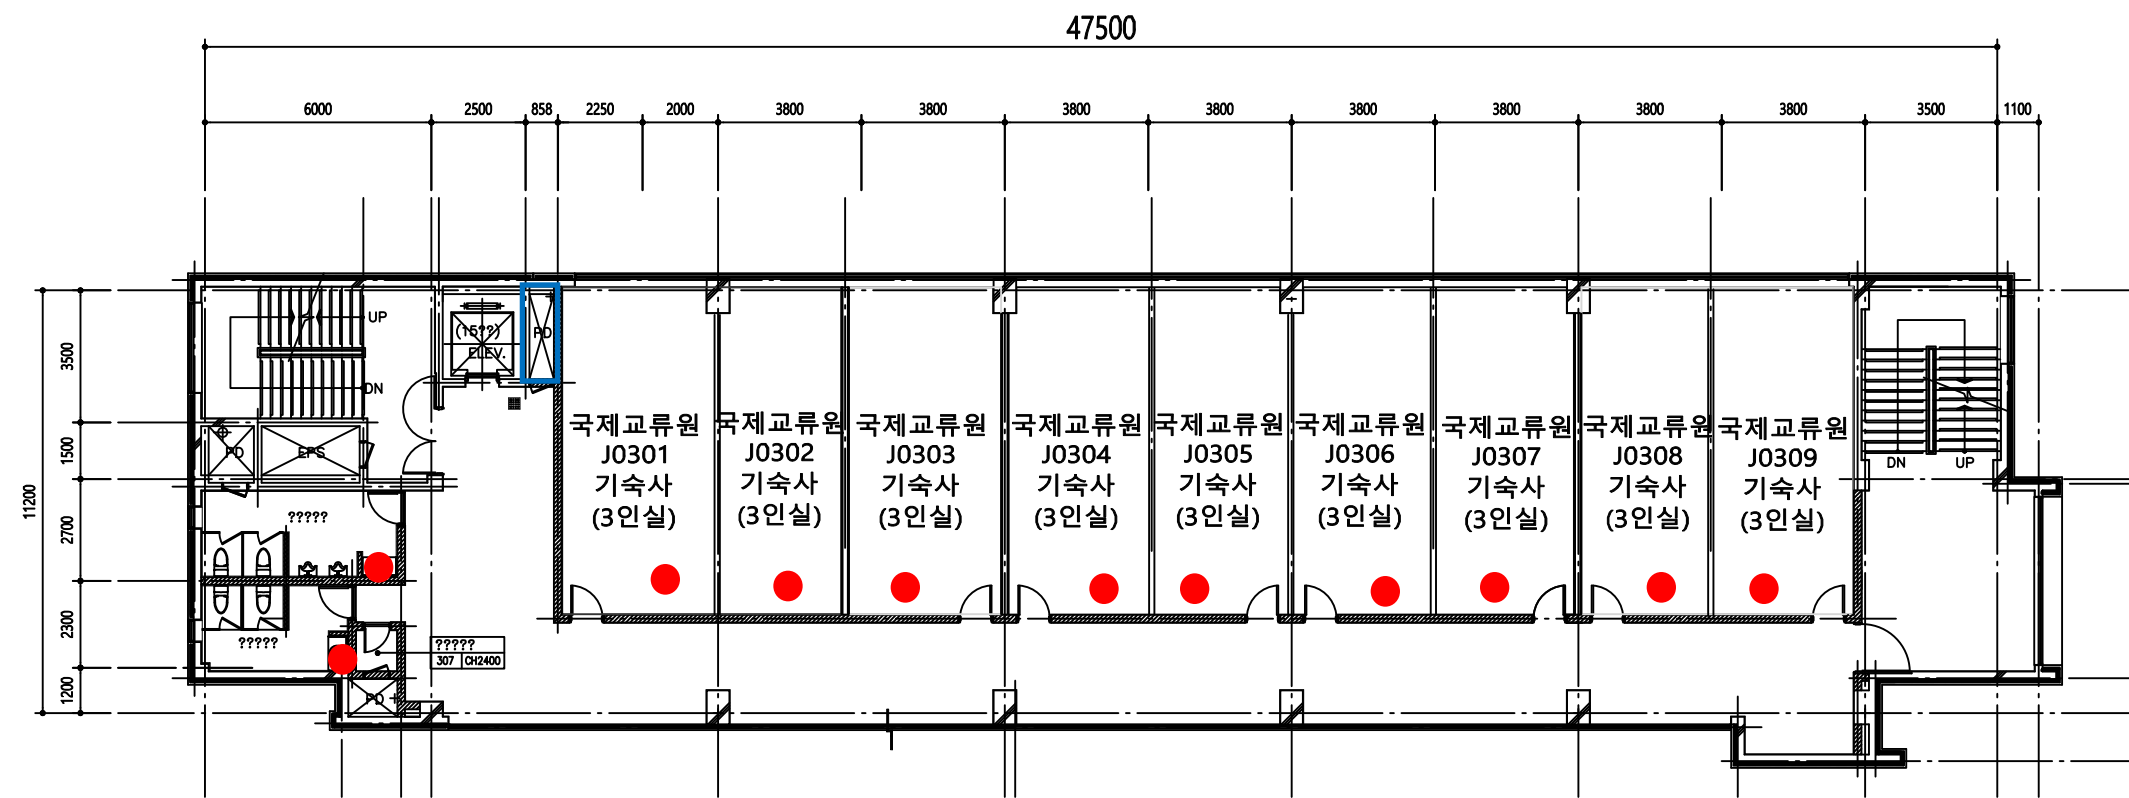 47500
6000 2500 858 2250 2000 3800 3800 3800 3800 3800 3800 3800 3800 3500 1100
11200
3500
1500
2700
2300
1200
UP
DN
(15??)
ELEV.
PD
PD
EPS
?????
?????
?????
307 CH2400
PD
국제교류원
J0301
기숙사
(3인실)
국제교류원
J0302
기숙사
(3인실)
국제교류원
J0303
기숙사
(3인실)
국제교류원
J0304
기숙사
(3인실)
국제교류원
J0305
기숙사
(3인실)
국제교류원
J0306
기숙사
(3인실)
국제교류원
J0307
기숙사
(3인실)
국제교류원
J0308
기숙사
(3인실)
국제교류원
J0309
기숙사
(3인실)
DN UP